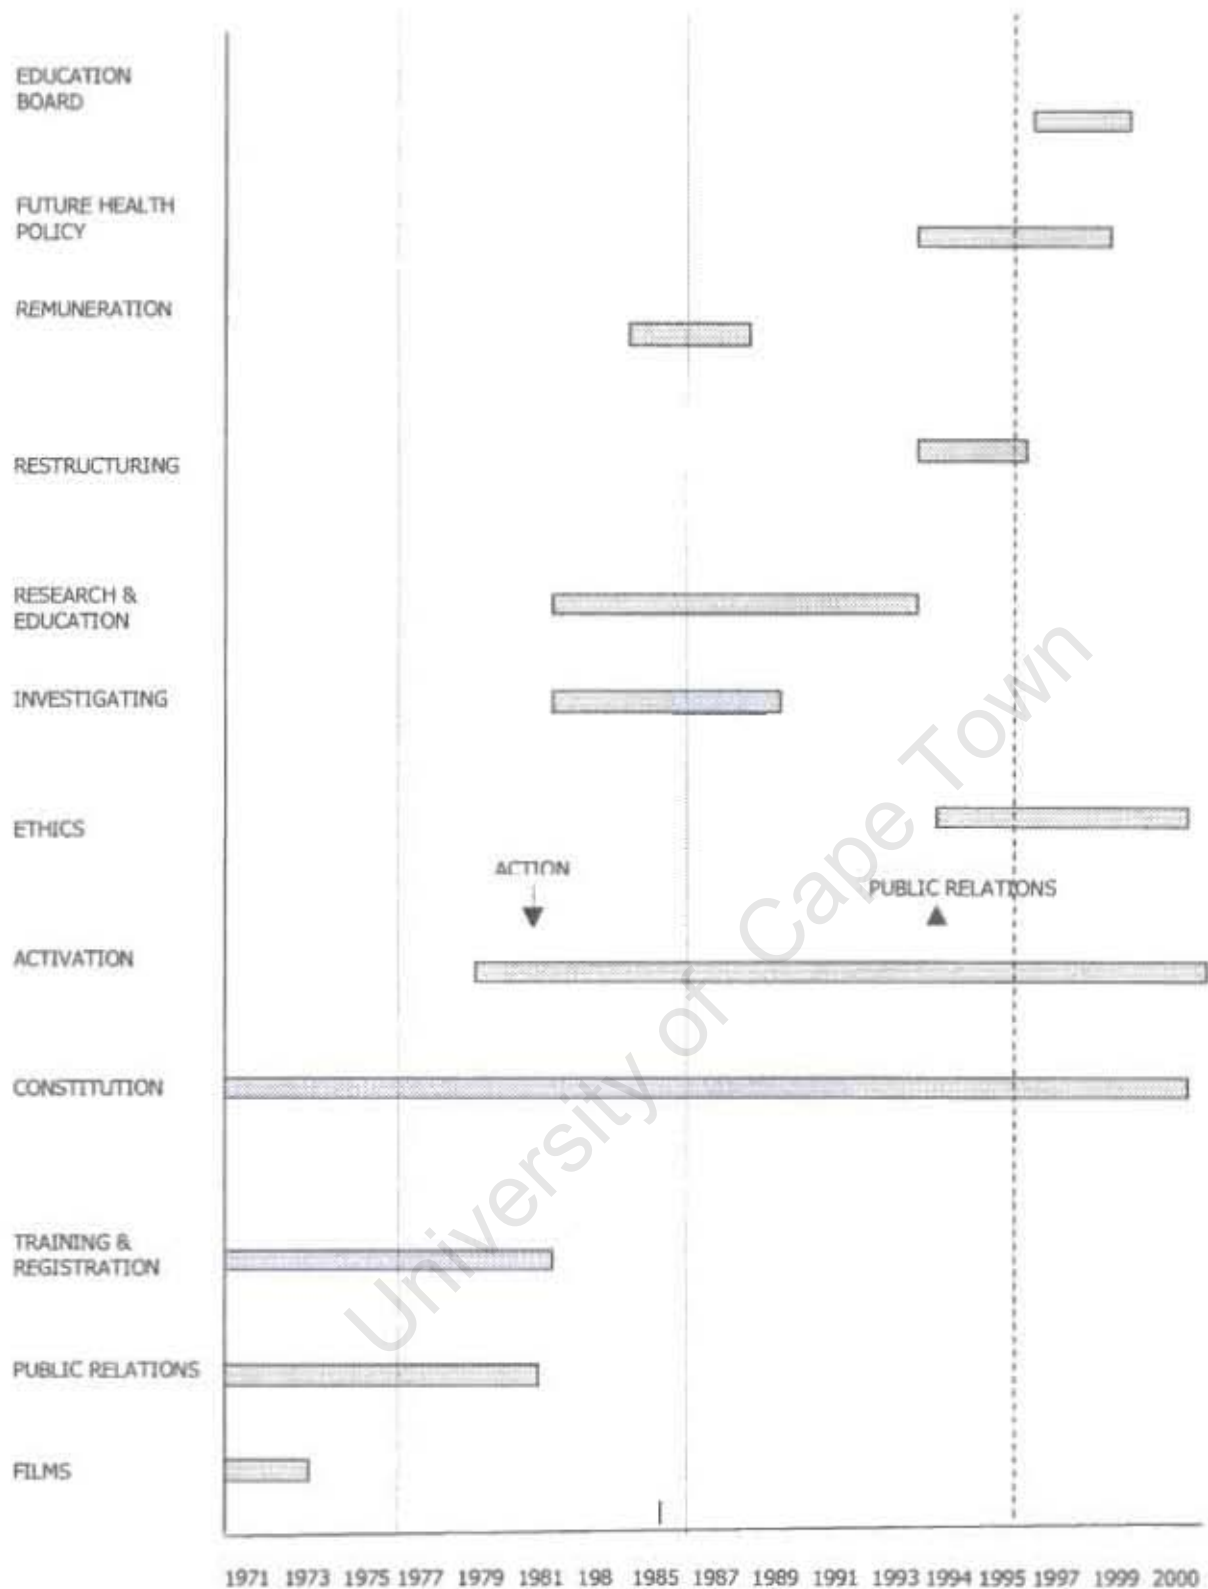 EDUCATION
BOARD
FUTURE HEALTH
POLICY
REMUNERATION
RESTRUCTURING
RESEARCH &
EDUCATION
INVESTIGATING
ETHICS
ACTION
PUBLIC RELATIONS
ACTIVATION
CONSTITUTION
TRAINING &
REGISTRATION
PUBLIC RELATIONS
FILMS
1971 1973 1975 1977 1979 1981 198 1985 1987 1989 1991 1993 1994 1995 1997 1999 2000
University of Cape Town